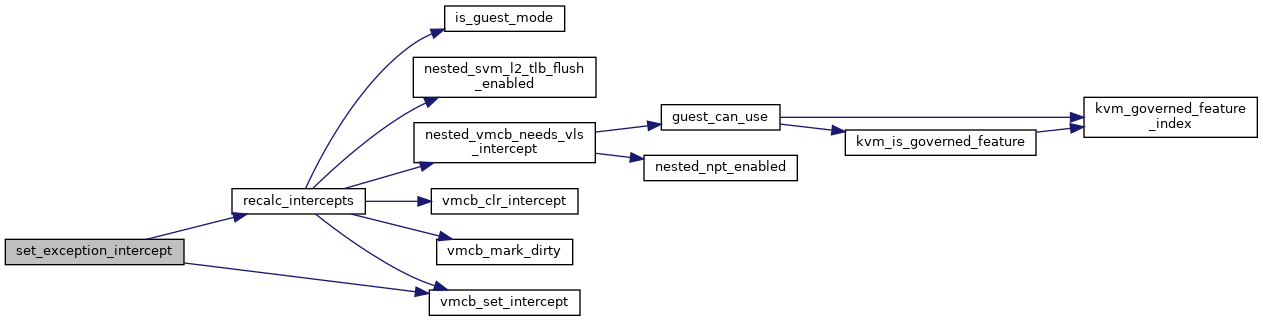 is_guest_mode
nested_svm_l2_tlb_flush
_enabled
guest_can_use
kvm_governed_feature
_index
nested_vmcb_needs_vls
_intercept
kvm_is_governed_feature
nested_npt_enabled
recalc_intercepts
vmcb_clr_intercept
set_exception_intercept
vmcb_mark_dirty
vmcb_set_intercept